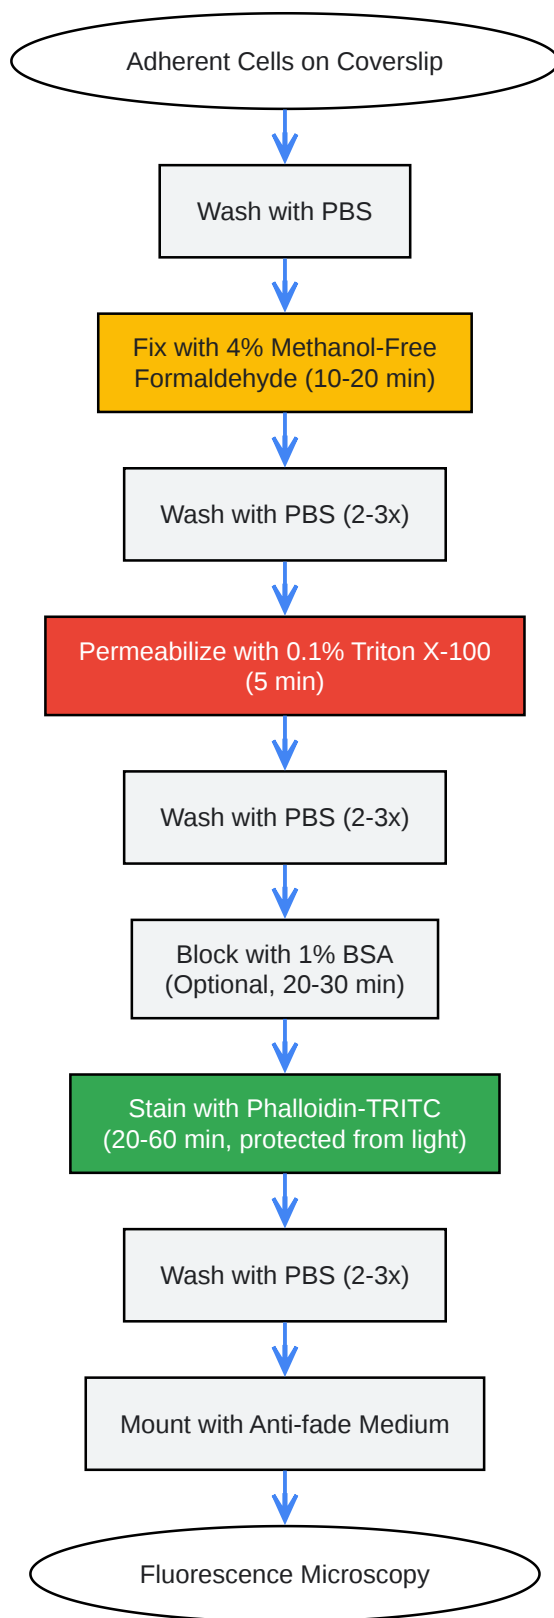 Adherent Cells on Coverslip
Wash with PBS
Fix with 4% Methanol-Free
Formaldehyde (10-20 min)
Wash with PBS (2-3x)
Permeabilize with 0.1% Triton X-100
(5 min)
Wash with PBS (2-3x)
Block with 1% BSA
(Optional, 20-30 min)
Stain with Phalloidin-TRITC
(20-60 min, protected from light)
Wash with PBS (2-3x)
Mount with Anti-fade Medium
Fluorescence Microscopy